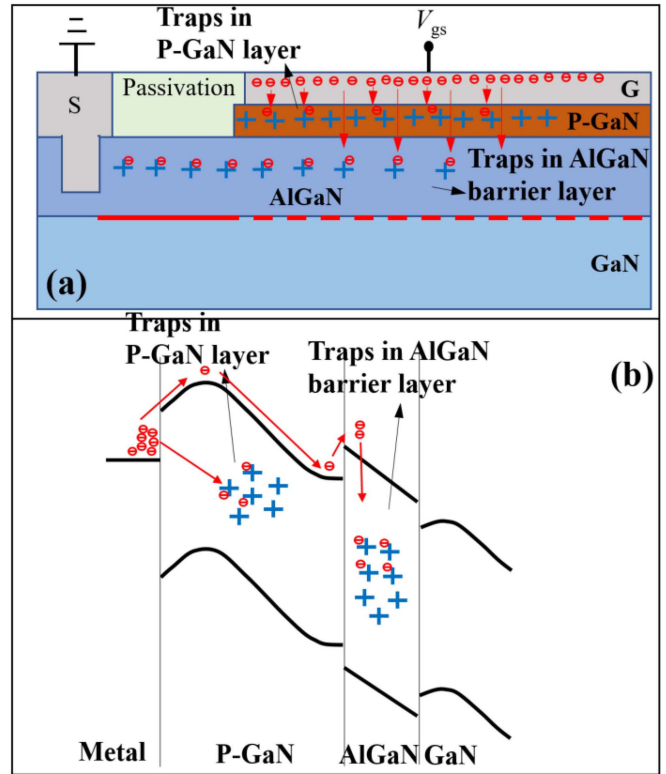 Traps in
P-GaN layer
Vgs
S
Passivation
G
P-GaN
Traps in AlGaN
barrier layer
AlGaN
(a)
GaN
Traps in
P-GaN layer
Traps in AlGaN
barrier layer
(b)
Metal
P-GaN
AlGaN
GaN